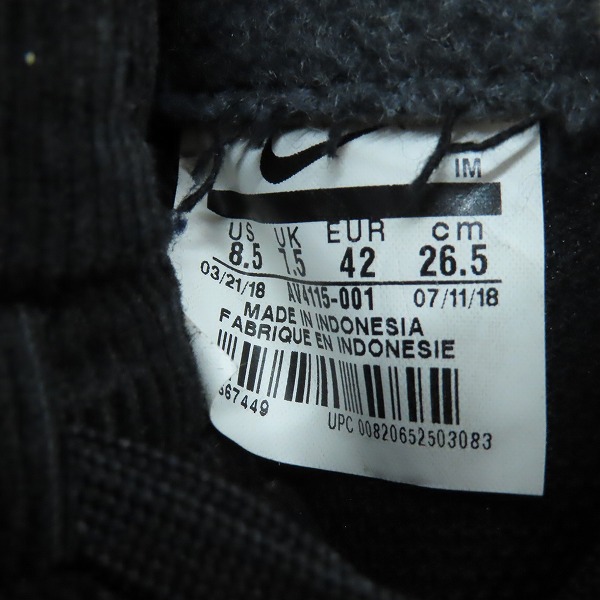 IM
US UK EUR cm
8.5 7.5 42 26.5
03/21/18 AV4115-001 07/11/18
MADE IN INDONESIA
FABRIQUE EN INDONESIE
367449
UPC 00820652503083